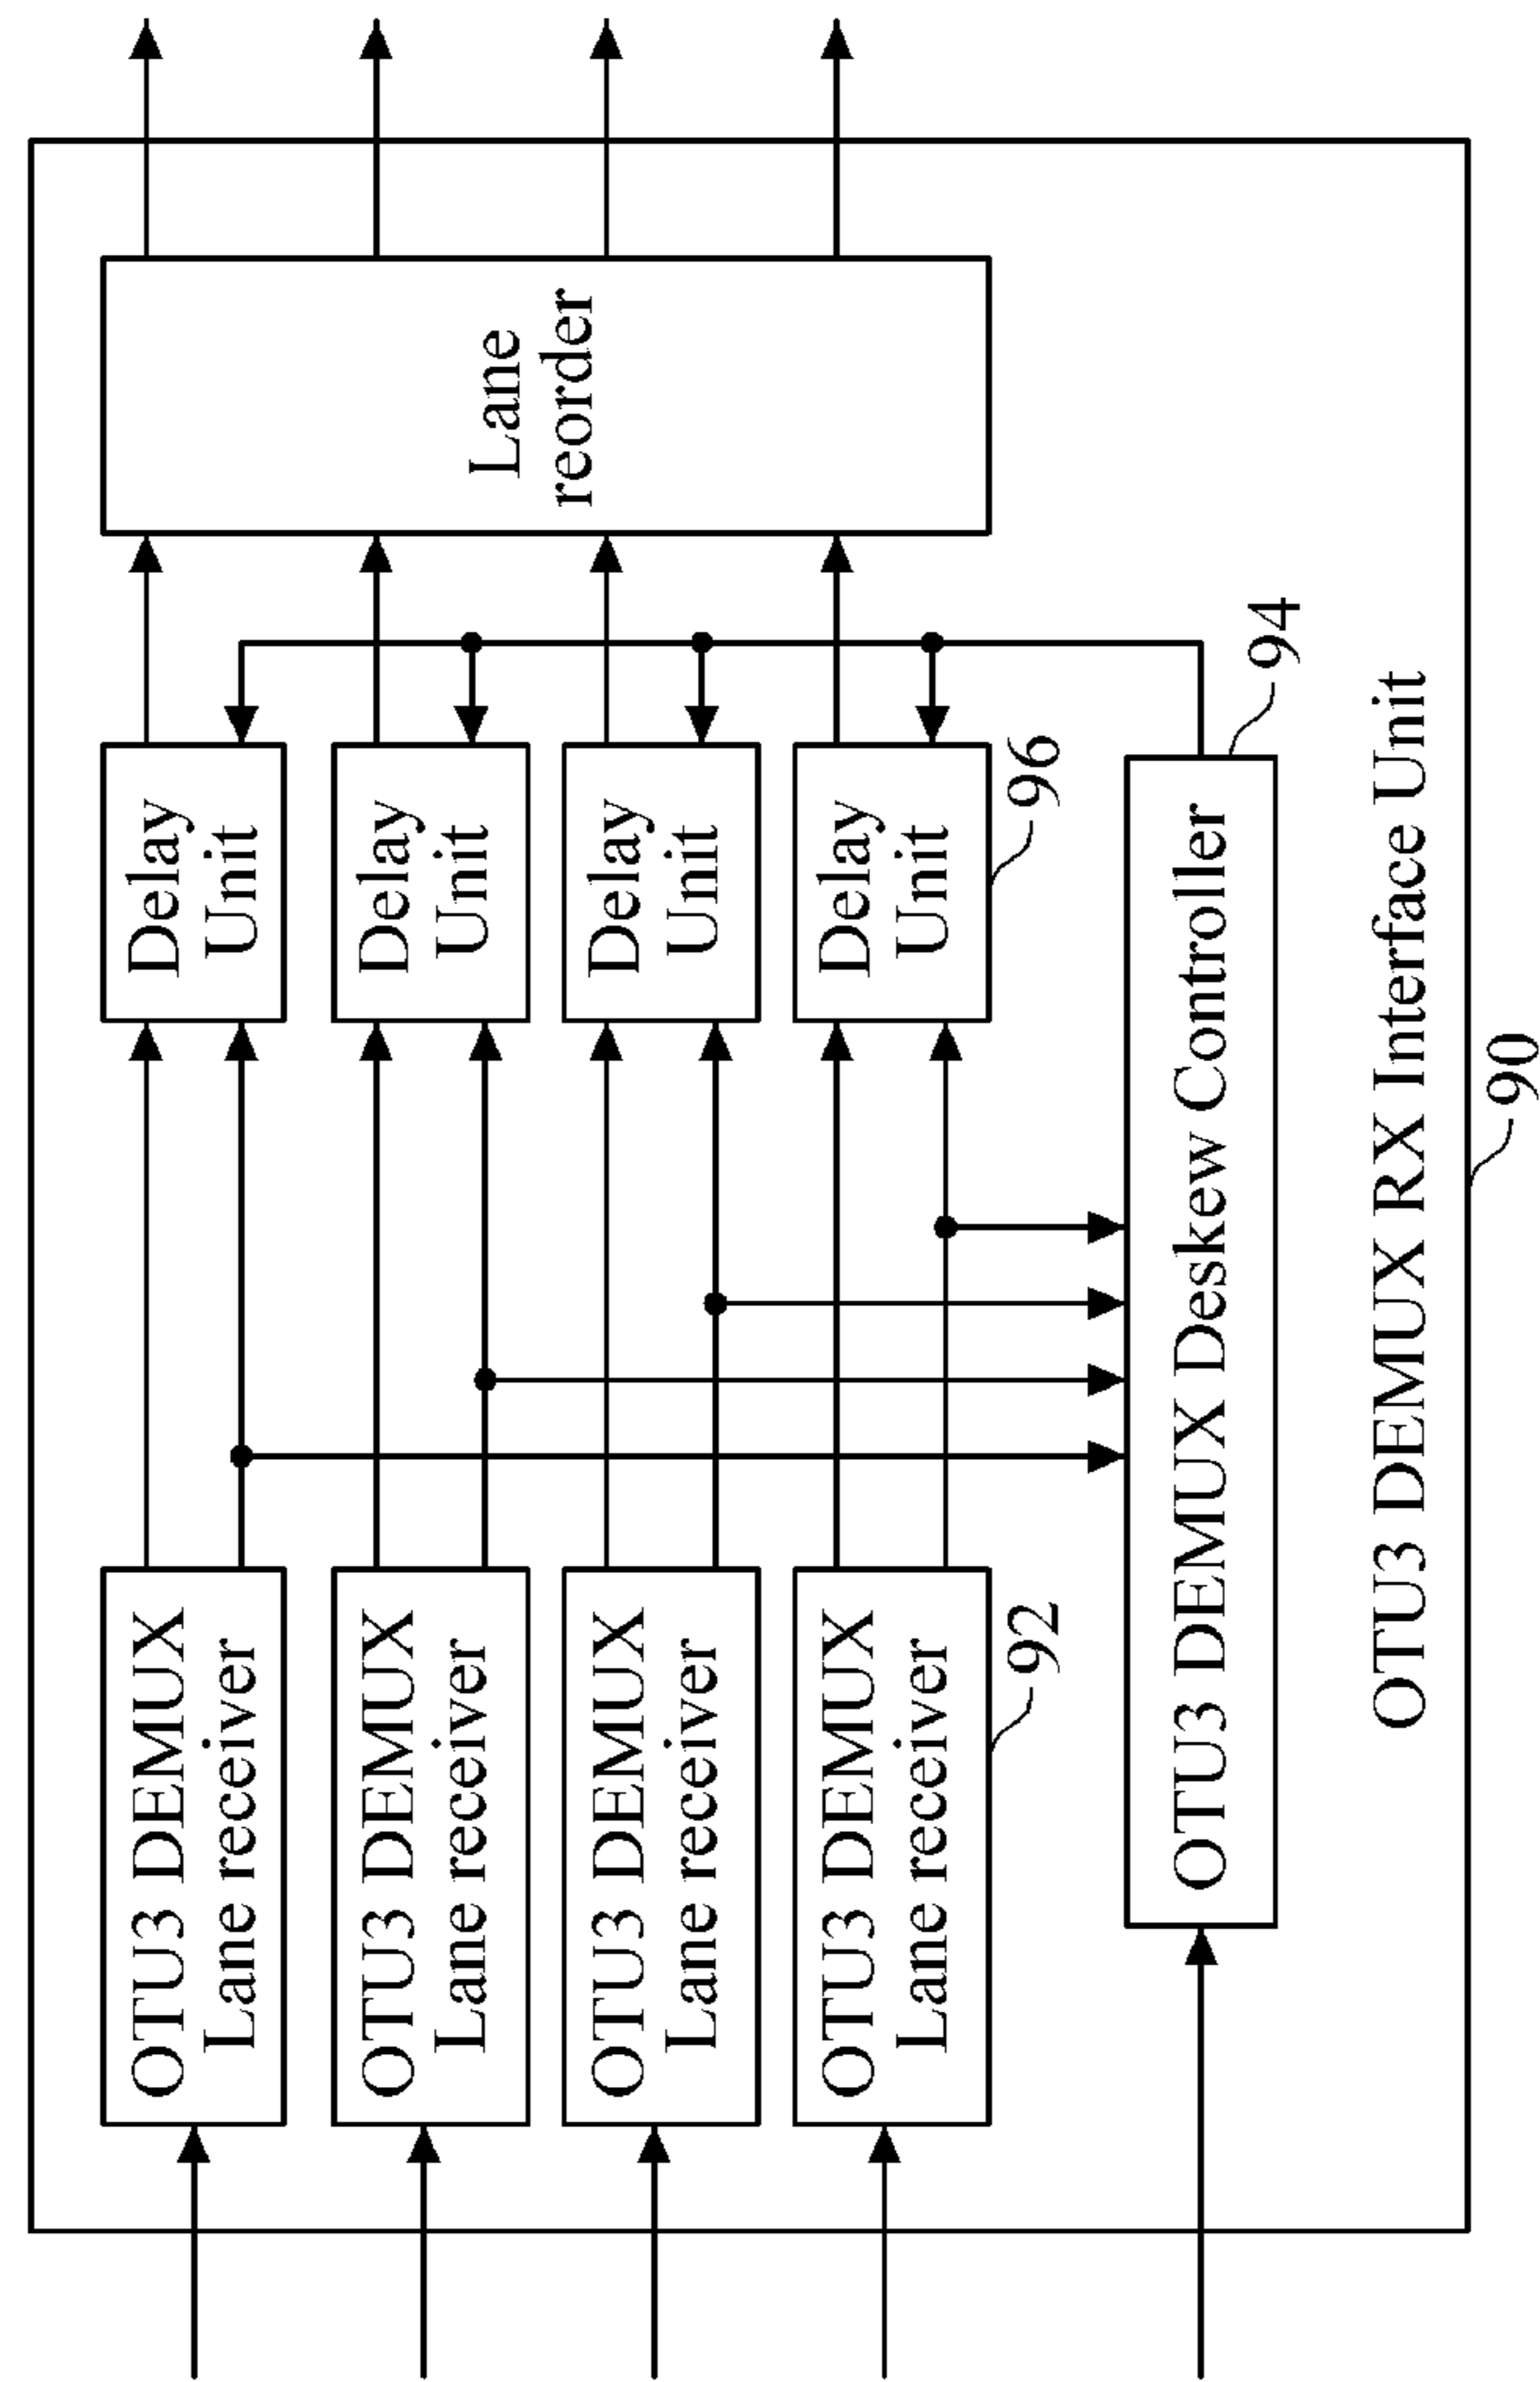 OTU3 DEMUX
Lane receiver
Delay
Unit
OTU3 DEMUX
Lane receiver
Delay
Unit
OTU3 DEMUX
Lane receiver
Delay
Unit
OTU3 DEMUX
Lane receiver
92
Delay
Unit
96
Lane
reorder
OTU3 DEMUX Deskew Controller
94
OTU3 DEMUX RX Interface Unit
90